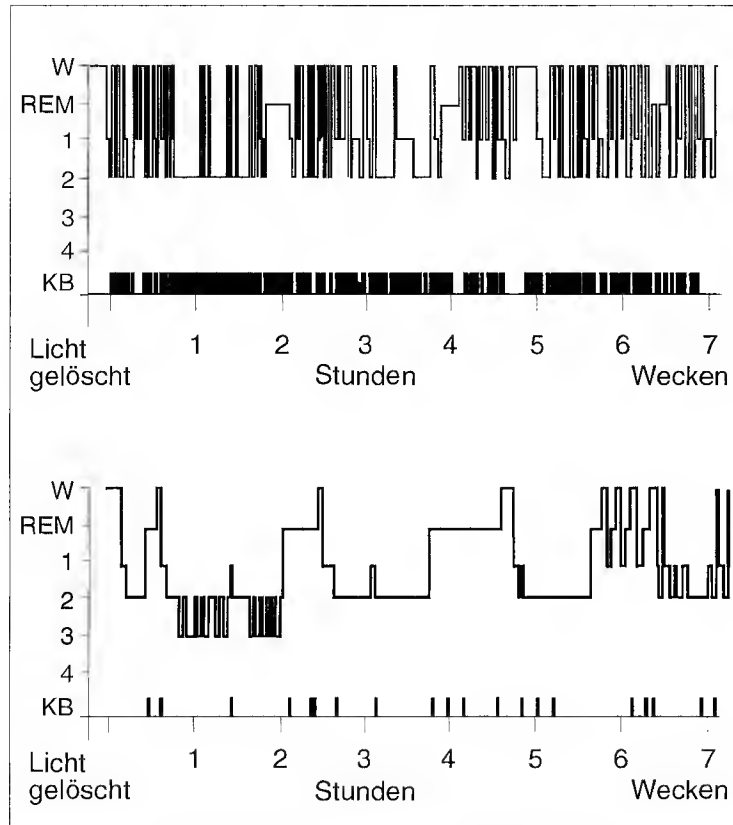 W
REM
1
2
3
4
KB
1 2 3 4 5 6 7
Licht
gelöscht Stunden Wecken
W
REM
1
2
3
4
KB
1 2 3 4 5 6 7
Licht
gelöscht Stunden Wecken